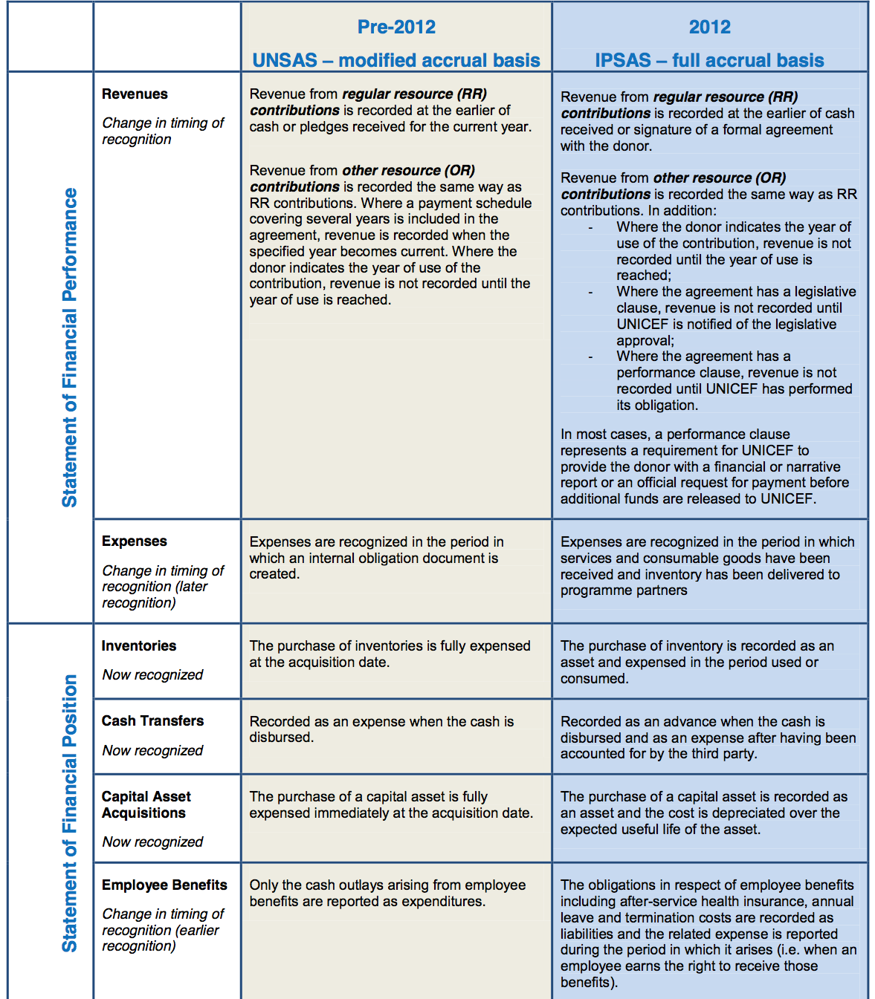 Pre-2012
UNSAS – modified accrual basis
2012
IPSAS – full accrual basis
Statement of Financial Performance
Revenues
Change in timing of
recognition
Revenue from regular resource (RR)
contributions is recorded at the earlier of
cash or pledges received for the current year.
Revenue from other resource (OR)
contributions is recorded the same way as
RR contributions. Where a payment schedule
covering several years is included in the
agreement, revenue is recorded when the
specified year becomes current. Where the
donor indicates the year of use of the
contribution, revenue is not recorded until the
year of use is reached.
Revenue from regular resource (RR)
contributions is recorded at the earlier of cash
received or signature of a formal agreement
with the donor.
Revenue from other resource (OR)
contributions is recorded the same way as RR
contributions. In addition:
- Where the donor indicates the year of
use of the contribution, revenue is not
recorded until the year of use is
reached;
- Where the agreement has a legislative
clause, revenue is not recorded until
UNICEF is notified of the legislative
approval;
- Where the agreement has a
performance clause, revenue is not
recorded until UNICEF has performed
its obligation.
In most cases, a performance clause
represents a requirement for UNICEF to
provide the donor with a financial or narrative
report or an official request for payment before
additional funds are released to UNICEF.
Expenses
Change in timing of
recognition (later
recognition)
Expenses are recognized in the period in
which an internal obligation document is
created.
Expenses are recognized in the period in which
services and consumable goods have been
received and inventory has been delivered to
programme partners
Statement of Financial Position
Inventories
Now recognized
The purchase of inventories is fully expensed
at the acquisition date.
The purchase of inventory is recorded as an
asset and expensed in the period used or
consumed.
Cash Transfers
Now recognized
Recorded as an expense when the cash is
disbursed.
Recorded as an advance when the cash is
disbursed and as an expense after having been
accounted for by the third party.
Capital Asset
Acquisitions
Now recognized
The purchase of a capital asset is fully
expensed immediately at the acquisition date.
The purchase of a capital asset is recorded as
an asset and the cost is depreciated over the
expected useful life of the asset.
Employee Benefits
Change in timing of
recognition (earlier
recognition)
Only the cash outlays arising from employee
benefits are reported as expenditures.
The obligations in respect of employee benefits
including after-service health insurance, annual
leave and termination costs are recorded as
liabilities and the related expense is reported
during the period in which it arises (i.e. when an
employee earns the right to receive those
benefits).